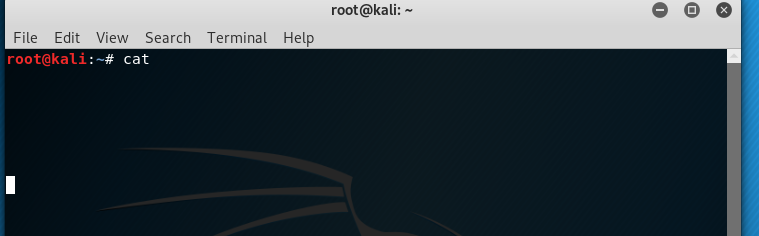 root@kali: ~
File Edit View Search Terminal Help
root@kali:~# cat